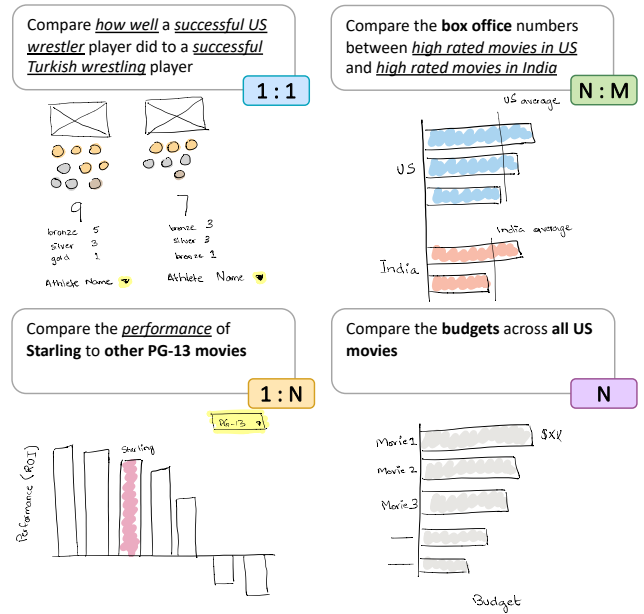 Compare how well a successful US
wrestler player did to a successful
Turkish wrestling player
1 : 1
9
bronze 5
silver 3
gold 1
Athlete Name
7
bronze 3
silver 3
bronze 1
Athlete Name
Compare the box office numbers
between high rated movies in US
and high rated movies in India
N : M
US average
US
India average
India
Compare the performance of
Starling to other PG-13 movies
1 : N
PG-13
Starling
Performance (ROI)
Compare the budgets across all US
movies
N
Movie1
$XX
Movie 2
Movie3
Budget